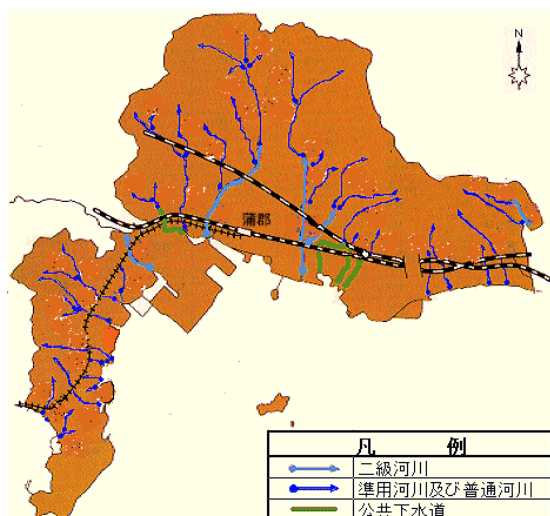 N
蒲郡
凡 例
二級河川
準用河川及び普通河川
公共下水道